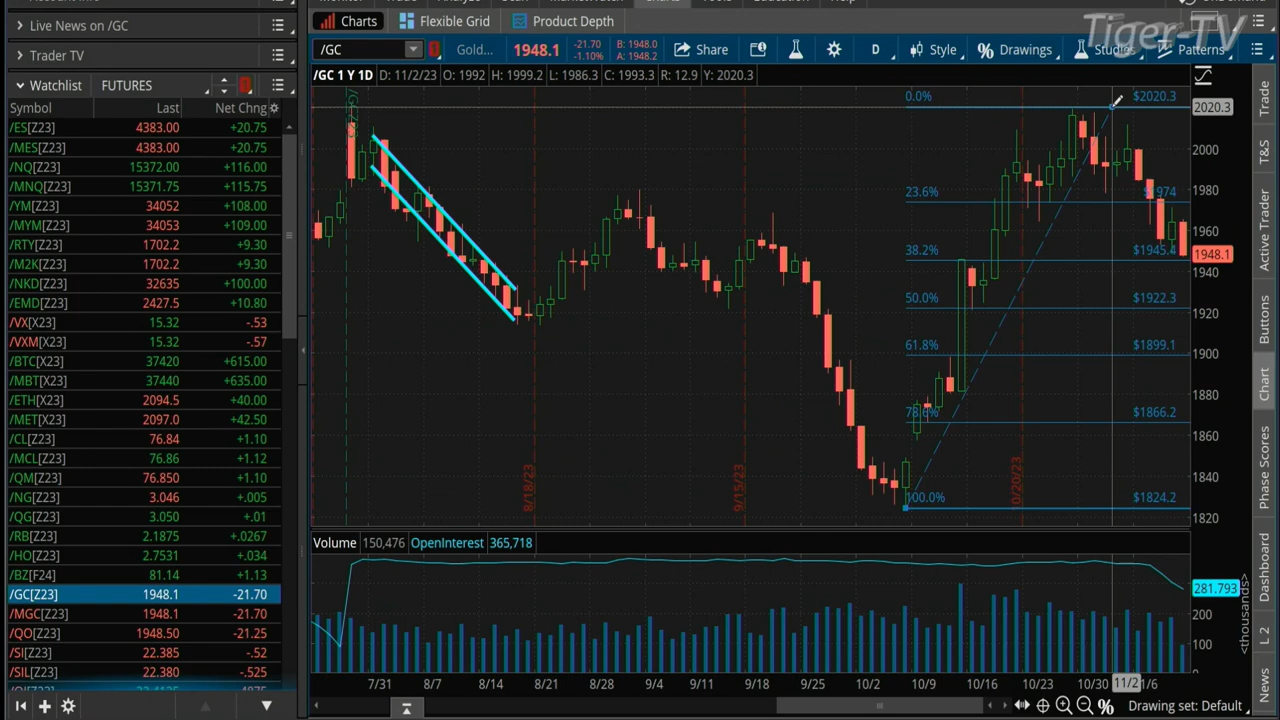 Live News on /GC
Trader TV
Watchlist FUTURES
Symbol Last Net Chng
/ES[Z23] 4383.00 +20.75
/MES[Z23] 4383.00 +20.75
/NQ[Z23] 15372.00 +116.00
/MNQ[Z23] 15371.75 +115.75
/YM[Z23] 34052 +108.00
/MYM[Z23] 34053 +109.00
/RTY[Z23] 1702.2 +9.30
/M2K[Z23] 1702.2 +9.30
/NKD[Z23] 32635 +100.00
/EMD[Z23] 2427.5 +10.80
/VX[X23] 15.32 -.53
/VXM[X23] 15.32 -.57
/BTC[X23] 37420 +615.00
/MBT[X23] 37440 +635.00
/ETH[X23] 2094.5 +40.00
/MET[X23] 2097.0 +42.50
/CL[Z23] 76.84 +1.10
/MCL[Z23] 76.86 +1.12
/QM[Z23] 76.850 +1.10
/NG[Z23] 3.046 +.005
/QG[Z23] 3.050 +.01
/RB[Z23] 2.1875 +.0267
/HO[Z23] 2.7531 +.034
/BZ[F24] 81.14 +1.13
/GC[Z23] 1948.1 -21.70
/MGC[Z23] 1948.1 -21.70
/QO[Z23] 1948.50 -21.25
/SI[Z23] 22.385 -.52
/SIL[Z23] 22.380 -.525
Charts Flexible Grid Product Depth
Tiger-TV
/GC Gold... 1948.1 -21.70 -1.10% B: 1948.0 A: 1948.2 Share D Style Drawings Studies Patterns
/GC 1 Y 1D D: 11/2/23 O: 1992 H: 1999.2 L: 1986.3 C: 1993.3 R: 12.9 Y: 2020.3
0.0% $2020.3
23.6% $1974
38.2% $1945.4
50.0% $1922.3
61.8% $1899.1
78.6% $1866.2
100.0% $1824.2
8/18/23
9/15/23
10/20/23
2020.3
2000
1980
1960
1948.1
1940
1920
1900
1880
1860
1840
1820
Volume 150,476 OpenInterest 365,718
281.793
200
100
<thousands>
7/31 8/7 8/14 8/21 8/28 9/4 9/11 9/18 9/25 10/2 10/9 10/16 10/23 10/30 11/2 1/6
Drawing set: Default
Trade
T&S
Active Trader
Buttons
Chart
Phase Scores
Dashboard
L 2
News